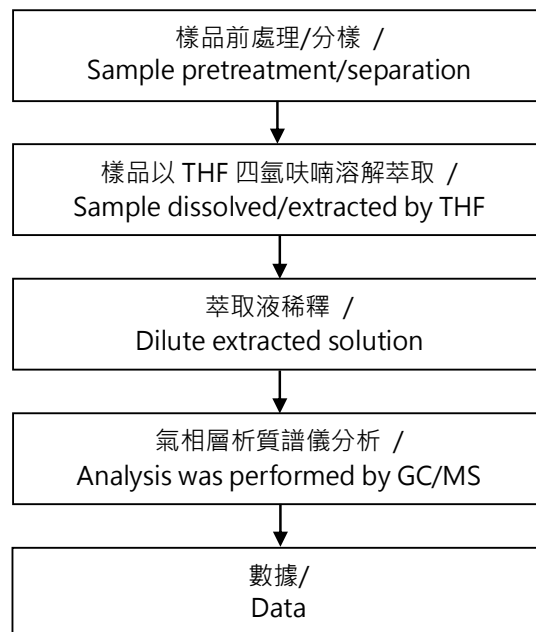 樣品前處理/分樣 /
Sample pretreatment/separation
樣品以 THF 四氫呋喃溶解萃取 /
Sample dissolved/extracted by THF
萃取液稀釋 /
Dilute extracted solution
氣相層析質譜儀分析 /
Analysis was performed by GC/MS
數據/
Data